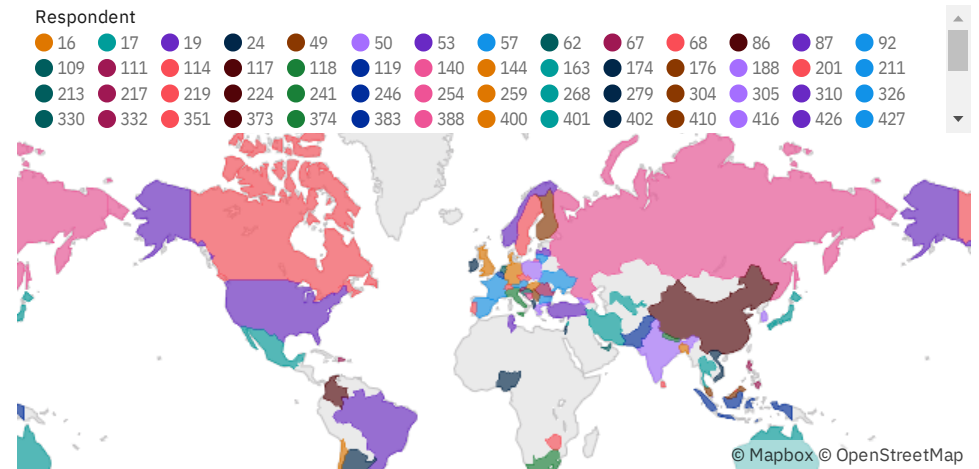 Respondent
16 17 19 24 49 50 53 57 62 67 68 86 87 92
109 111 114 117 118 119 140 144 163 174 176 188 201 211
213 217 219 224 241 246 254 259 268 279 304 305 310 326
330 332 351 373 374 383 388 400 401 402 410 416 426 427
© Mapbox © OpenStreetMap